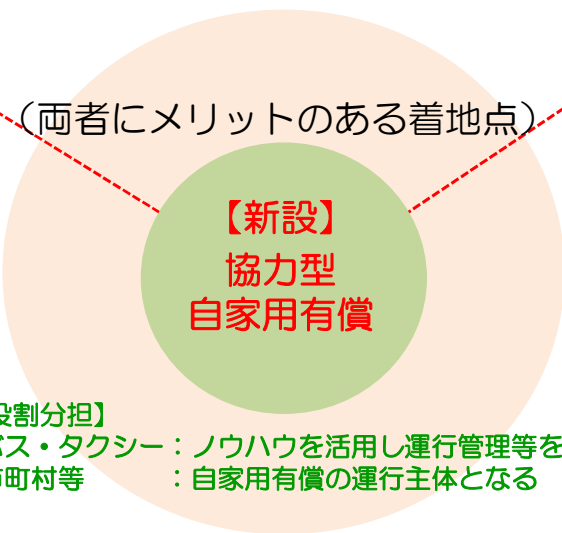 （両者にメリットのある着地点）
【新設】
協力型
自家用有償
役割分担】
バス・タクシー：ノウハウを活用し運行管理等を
市町村等　　　：自家用有償の運行主体となる